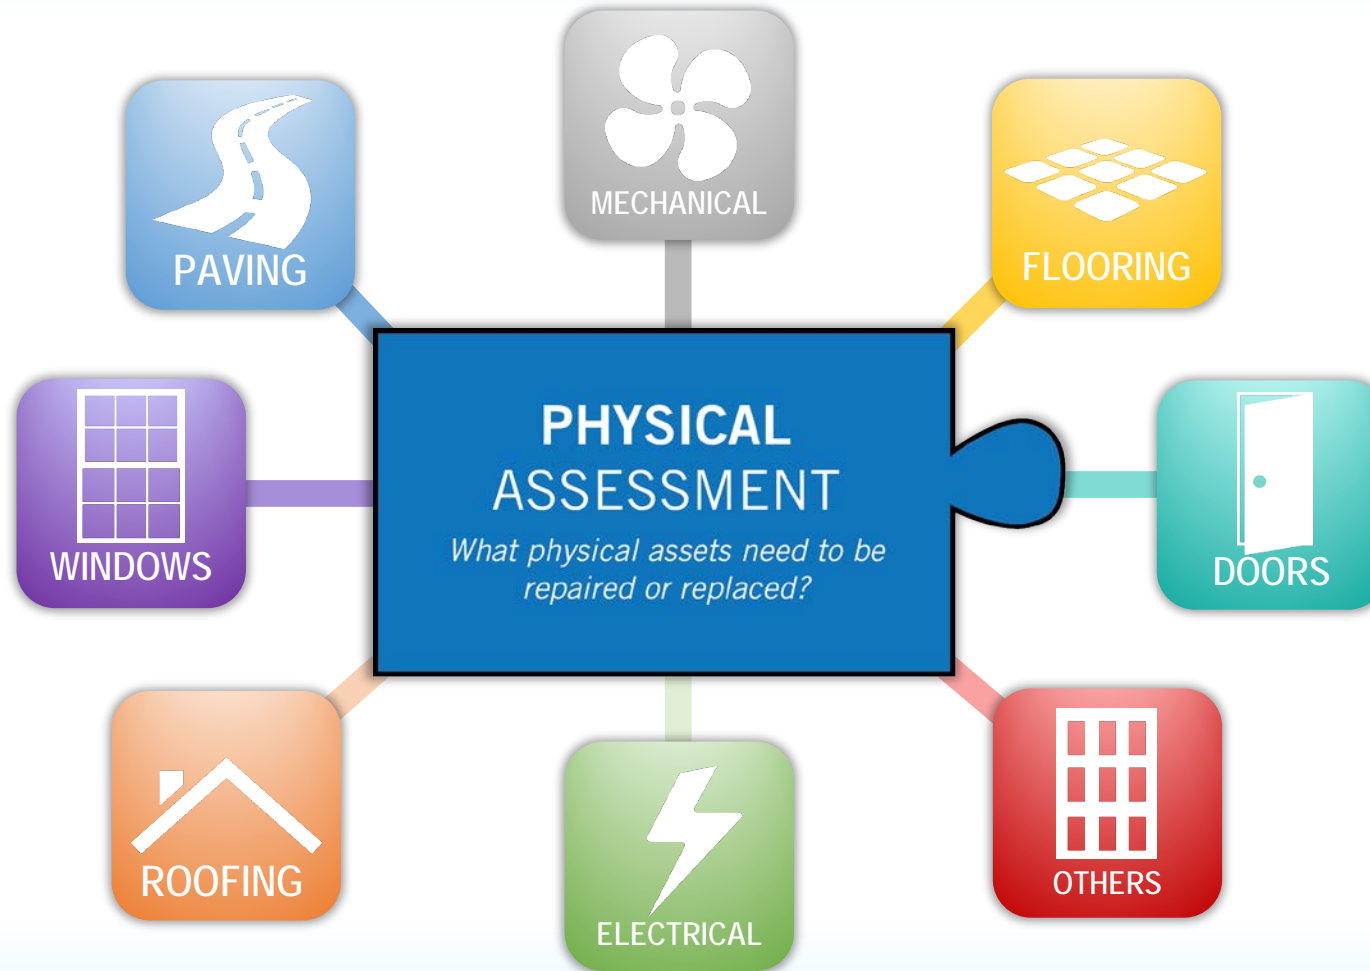 MECHANICAL
PAVING
FLOORING
PHYSICAL
ASSESSMENT
What physical assets need to be
repaired or replaced?
WINDOWS
DOORS
ROOFING
OTHERS
ELECTRICAL